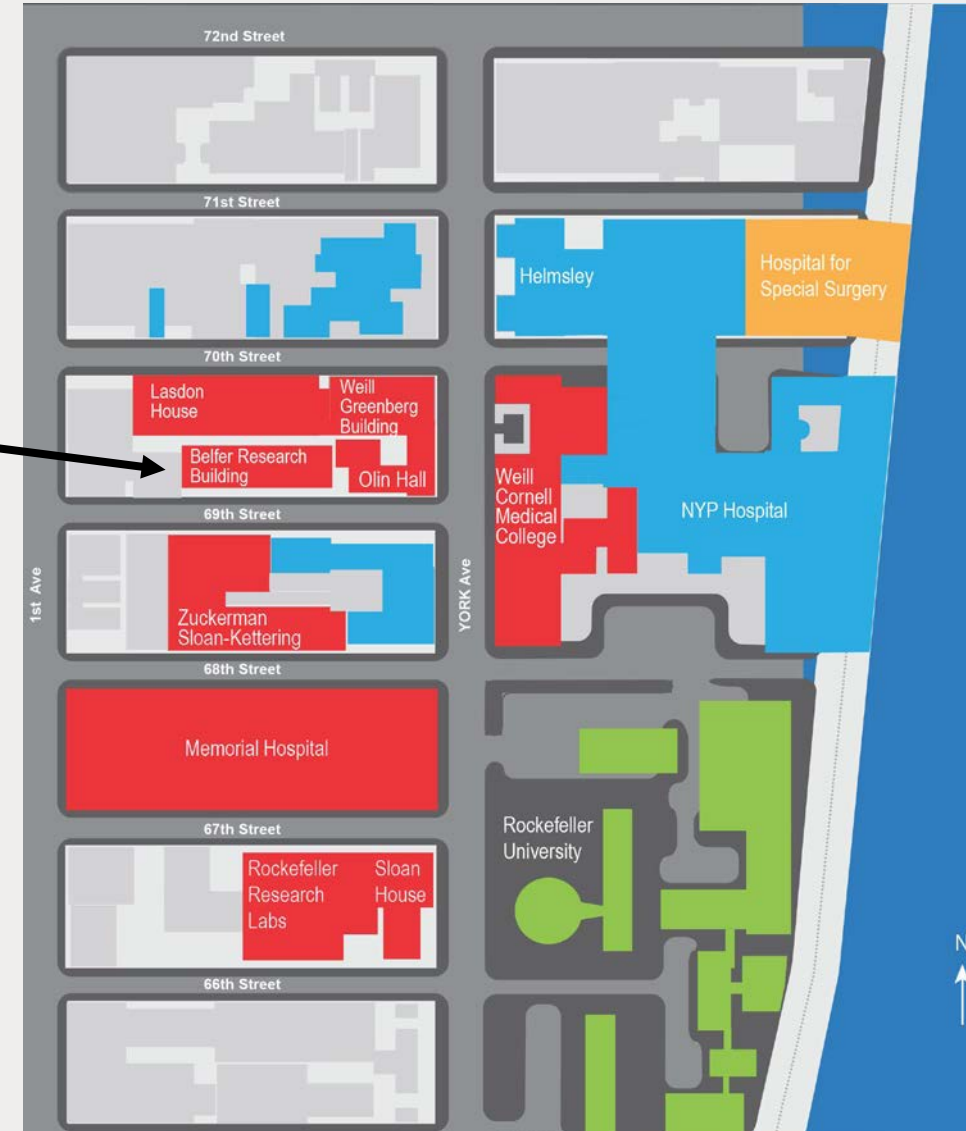 72nd Street
71st Street
Helmsley
Hospital for
Special Surgery
70th Street
Lasdon
House
Weill
Greenberg
Building
Belfer Research
Building
Olin Hall
Weill
Cornell
Medical
College
NYP Hospital
69th Street
1st Ave
YORK Ave
Zuckerman
Sloan-Kettering
68th Street
Memorial Hospital
67th Street
Rockefeller
University
Rockefeller
Research
Labs
Sloan
House
N
66th Street